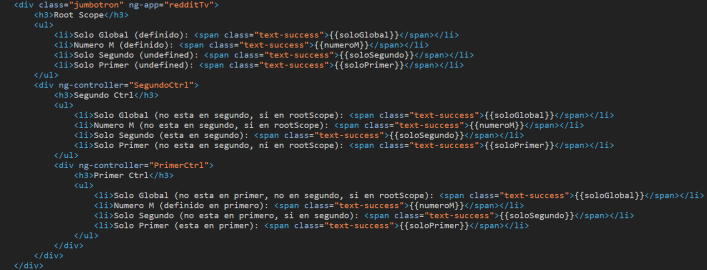 <div class="jumbotron" ng-app="redditTv">
<h3>Root Scope</h3>
<ul>
<li>Solo Global (definido): <span class="text-success">{{soloGlobal}}</span></li>
<li>Numero M (definido): <span class="text-success">{{numeroM}}</span></li>
<li>Solo Segundo (undefined): <span class="text-success">{{soloSegundo}}</span></li>
<li>Solo Primer (undefined): <span class="text-success">{{soloPrimer}}</span></li>
</ul>
<div ng-controller="SegundoCtrl">
<h3>Segundo Ctrl</h3>
<ul>
<li>Solo Global (no esta en segundo, si en rootScope): <span class="text-success">{{soloGlobal}}</span></li>
<li>Numero M (no esta en segundo, si en rootScope): <span class="text-success">{{numeroM}}</span></li>
<li>Solo Segundo (esta en segundo): <span class="text-success">{{soloSegundo}}</span></li>
<li>Solo Primer (no esta en segundo, ni en rootScope): <span class="text-success">{{soloPrimer}}</span></li>
</ul>
<div ng-controller="PrimerCtrl">
<h3>Primer Ctrl</h3>
<ul>
<li>Solo Global (no esta en primer, no en segundo, si en rootScope): <span class="text-success">{{soloGlobal}}</span></li>
<li>Numero M (definido en primero): <span class="text-success">{{numeroM}}</span></li>
<li>Solo Segundo (no esta en primero, si en segundo): <span class="text-success">{{soloSegundo}}</span></li>
<li>Solo Primer (esta en primer): <span class="text-success">{{soloPrimer}}</span></li>
</ul>
</div>
</div>
</div>